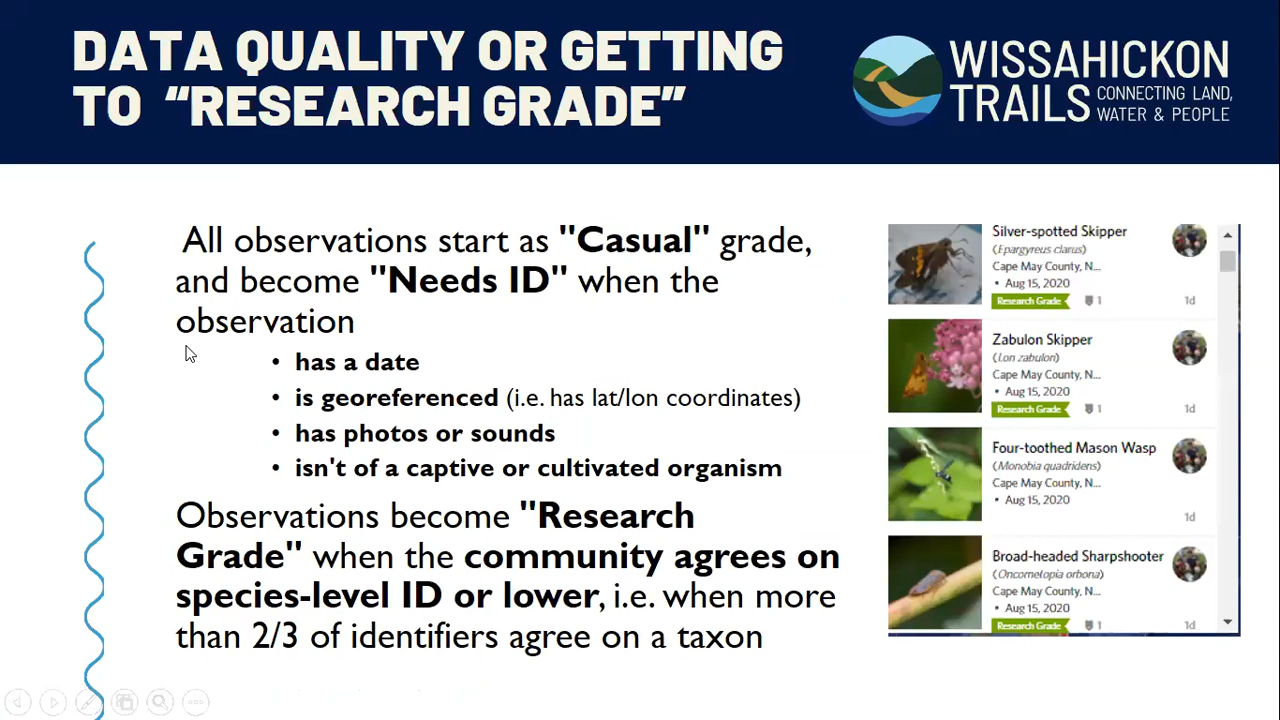 DATA QUALITY OR GETTING
TO “RESEARCH GRADE”
WISSAHICKON
TRAILS CONNECTING LAND,
WATER & PEOPLE
All observations start as "Casual" grade,
and become "Needs ID" when the
observation
• has a date
• is georeferenced (i.e. has lat/lon coordinates)
• has photos or sounds
• isn't of a captive or cultivated organism
Observations become "Research
Grade" when the community agrees on
species-level ID or lower, i.e. when more
than 2/3 of identifiers agree on a taxon
Silver-spotted Skipper
(Epargyreus clarus)
Cape May County, N...
• Aug 15, 2020
Research Grade 1 1d
Zabulon Skipper
(Lon zabulon)
Cape May County, N...
• Aug 15, 2020
Research Grade 1 1d
Four-toothed Mason Wasp
(Monobia quadridens)
Cape May County, N...
• Aug 15, 2020
1d
Broad-headed Sharpshooter
(Oncometopia orbona)
Cape May County, N...
• Aug 15, 2020
Research Grade 1 1d